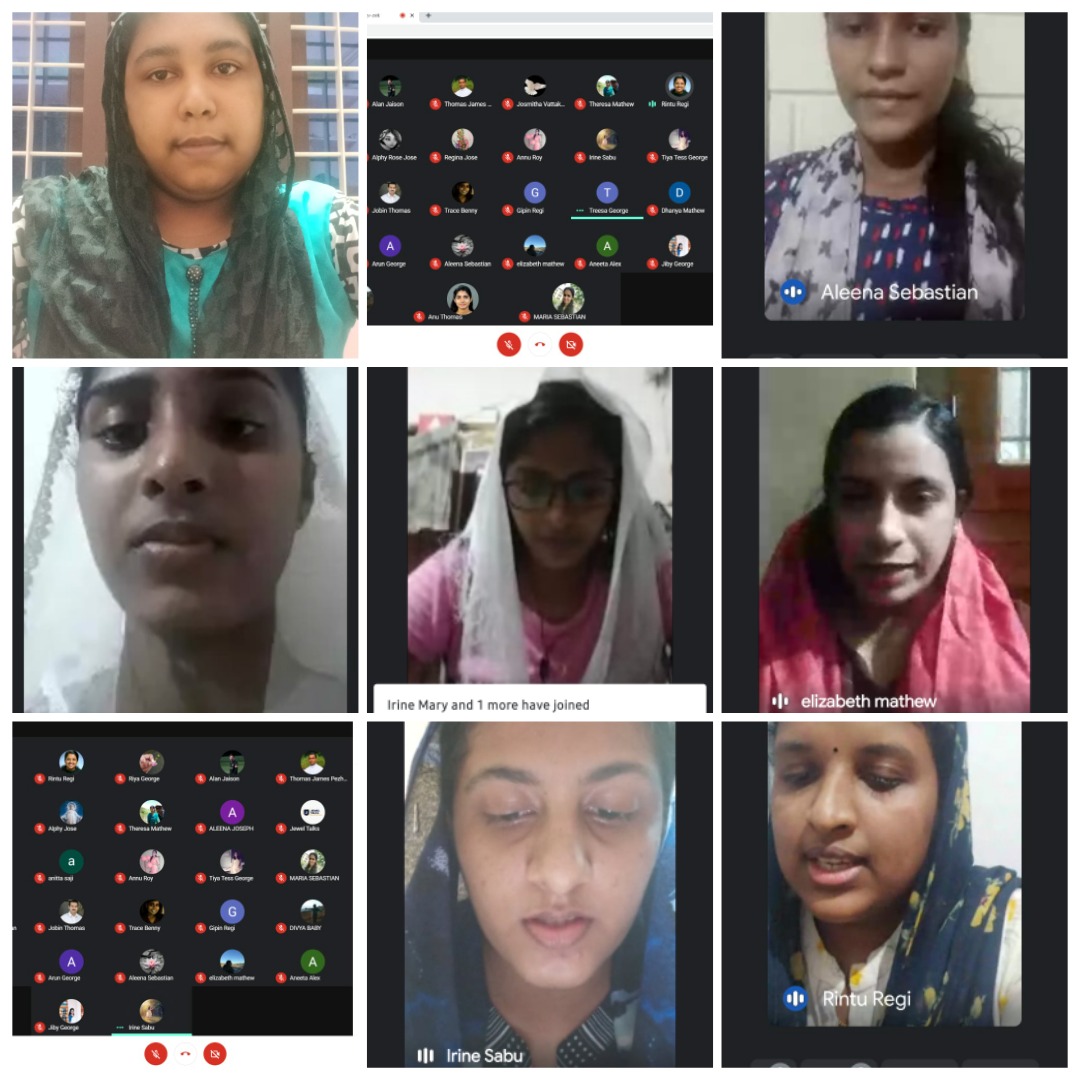 Alan Jaison
Thomas James ...
Josmitha Vattak...
Theresa Mathew
Rintu Regi
Alphy Rose Jose
Regina Jose
Annu Roy
Irine Sabu
Tiya Tess George
Jobin Thomas
Trace Benny
G
Gipin Regi
T
Treesa George
D
Dhanya Mathew
A
Arun George
Aleena Sebastian
elizabeth mathew
A
Aneeta Alex
Jiby George
Anu Thomas
MARIA SEBASTIAN
Aleena Sebastian
Irine Mary and 1 more have joined
elizabeth mathew
Rintu Regi
Riya George
Alan Jaison
Thomas James Pezh...
Alphy Jose
Theresa Mathew
A
ALEENA JOSEPH
Jewel Talks
a
anitta saji
Annu Roy
Tiya Tess George
MARIA SEBASTIAN
Jobin Thomas
Trace Benny
G
Gipin Regi
DIVYA BABY
A
Arun George
Aleena Sebastian
elizabeth mathew
A
Aneeta Alex
Jiby George
Irine Sabu
Irine Sabu
Rintu Regi